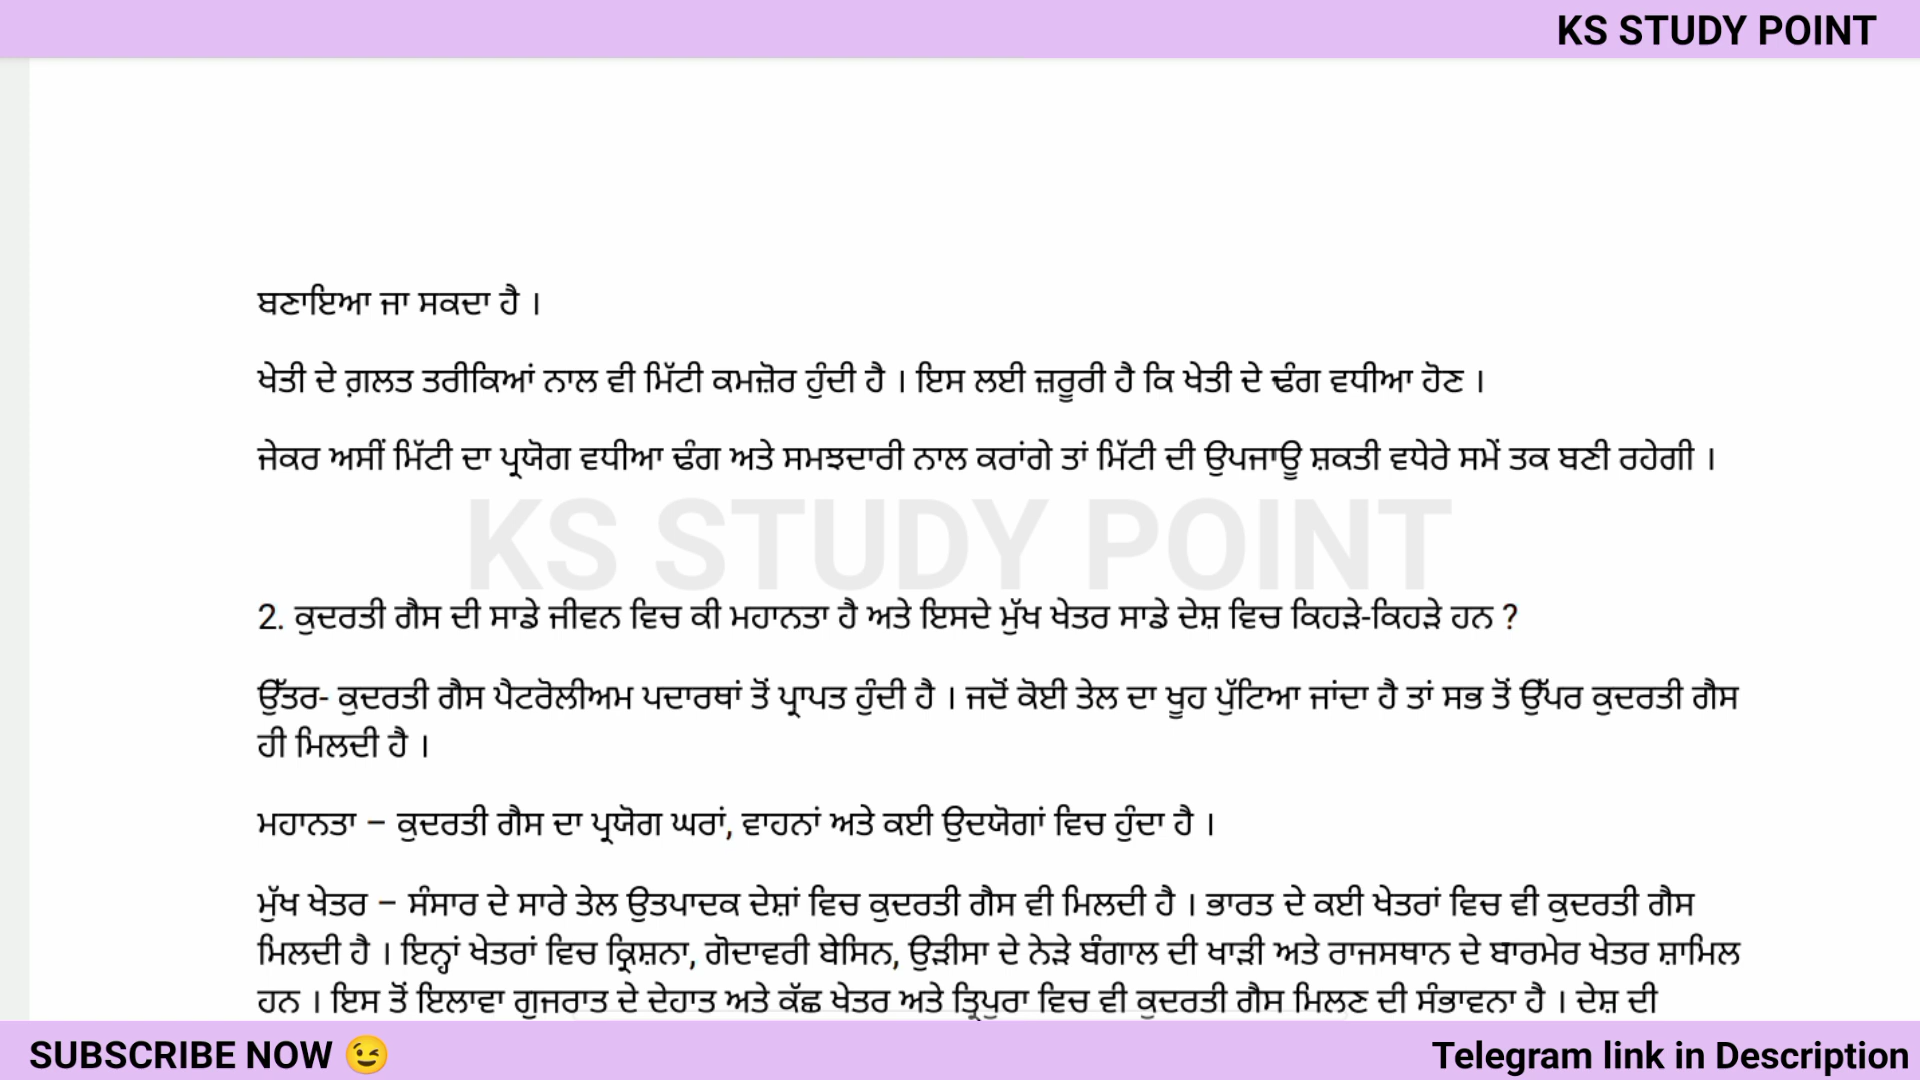 KS STUDY POINT
ਬਣਾਇਆ ਜਾ ਸਕਦਾ ਹੈ ।
ਖੇਤੀ ਦੇ ਗ਼ਲਤ ਤਰੀਕਿਆਂ ਨਾਲ ਵੀ ਮਿੱਟੀ ਕਮਜ਼ੋਰ ਹੁੰਦੀ ਹੈ । ਇਸ ਲਈ ਜ਼ਰੂਰੀ ਹੈ ਕਿ ਖੇਤੀ ਦੇ ਢੰਗ ਵਧੀਆ ਹੋਣ ।
ਜੇਕਰ ਅਸੀਂ ਮਿੱਟੀ ਦਾ ਪ੍ਰਯੋਗ ਵਧੀਆ ਢੰਗ ਅਤੇ ਸਮਝਦਾਰੀ ਨਾਲ ਕਰਾਂਗੇ ਤਾਂ ਮਿੱਟੀ ਦੀ ਉਪਜਾਊ ਸ਼ਕਤੀ ਵਧੇਰੇ ਸਮੇਂ ਤਕ ਬਣੀ ਰਹੇਗੀ ।
KS STUDY POINT
2. ਕੁਦਰਤੀ ਗੈਸ ਦੀ ਸਾਡੇ ਜੀਵਨ ਵਿਚ ਕੀ ਮਹਾਨਤਾ ਹੈ ਅਤੇ ਇਸਦੇ ਮੁੱਖ ਖੇਤਰ ਸਾਡੇ ਦੇਸ਼ ਵਿਚ ਕਿਹੜੇ-ਕਿਹੜੇ ਹਨ ?
ਉੱਤਰ- ਕੁਦਰਤੀ ਗੈਸ ਪੈਟਰੋਲੀਅਮ ਪਦਾਰਥਾਂ ਤੋਂ ਪ੍ਰਾਪਤ ਹੁੰਦੀ ਹੈ । ਜਦੋਂ ਕੋਈ ਤੇਲ ਦਾ ਖੂਹ ਪੁੱਟਿਆ ਜਾਂਦਾ ਹੈ ਤਾਂ ਸਭ ਤੋਂ ਉੱਪਰ ਕੁਦਰਤੀ ਗੈਸ
ਹੀ ਮਿਲਦੀ ਹੈ ।
ਮਹਾਨਤਾ – ਕੁਦਰਤੀ ਗੈਸ ਦਾ ਪ੍ਰਯੋਗ ਘਰਾਂ, ਵਾਹਨਾਂ ਅਤੇ ਕਈ ਉਦਯੋਗਾਂ ਵਿਚ ਹੁੰਦਾ ਹੈ ।
ਮੁੱਖ ਖੇਤਰ – ਸੰਸਾਰ ਦੇ ਸਾਰੇ ਤੇਲ ਉਤਪਾਦਕ ਦੇਸ਼ਾਂ ਵਿਚ ਕੁਦਰਤੀ ਗੈਸ ਵੀ ਮਿਲਦੀ ਹੈ । ਭਾਰਤ ਦੇ ਕਈ ਖੇਤਰਾਂ ਵਿਚ ਵੀ ਕੁਦਰਤੀ ਗੈਸ
ਮਿਲਦੀ ਹੈ । ਇਨ੍ਹਾਂ ਖੇਤਰਾਂ ਵਿਚ ਕ੍ਰਿਸ਼ਨਾ, ਗੋਦਾਵਰੀ ਬੇਸਿਨ, ਉੜੀਸਾ ਦੇ ਨੇੜੇ ਬੰਗਾਲ ਦੀ ਖਾੜੀ ਅਤੇ ਰਾਜਸਥਾਨ ਦੇ ਬਾਰਮੇਰ ਖੇਤਰ ਸ਼ਾਮਿਲ
ਹਨ । ਇਸ ਤੋਂ ਇਲਾਵਾ ਗੁਜਰਾਤ ਦੇ ਦੇਹਾਤ ਅਤੇ ਕੱਛ ਖੇਤਰ ਅਤੇ ਤ੍ਰਿਪੁਰਾ ਵਿਚ ਵੀ ਕੁਦਰਤੀ ਗੈਸ ਮਿਲਣ ਦੀ ਸੰਭਾਵਨਾ ਹੈ । ਦੇਸ਼ ਦੀ
SUBSCRIBE NOW 😉
Telegram link in Description